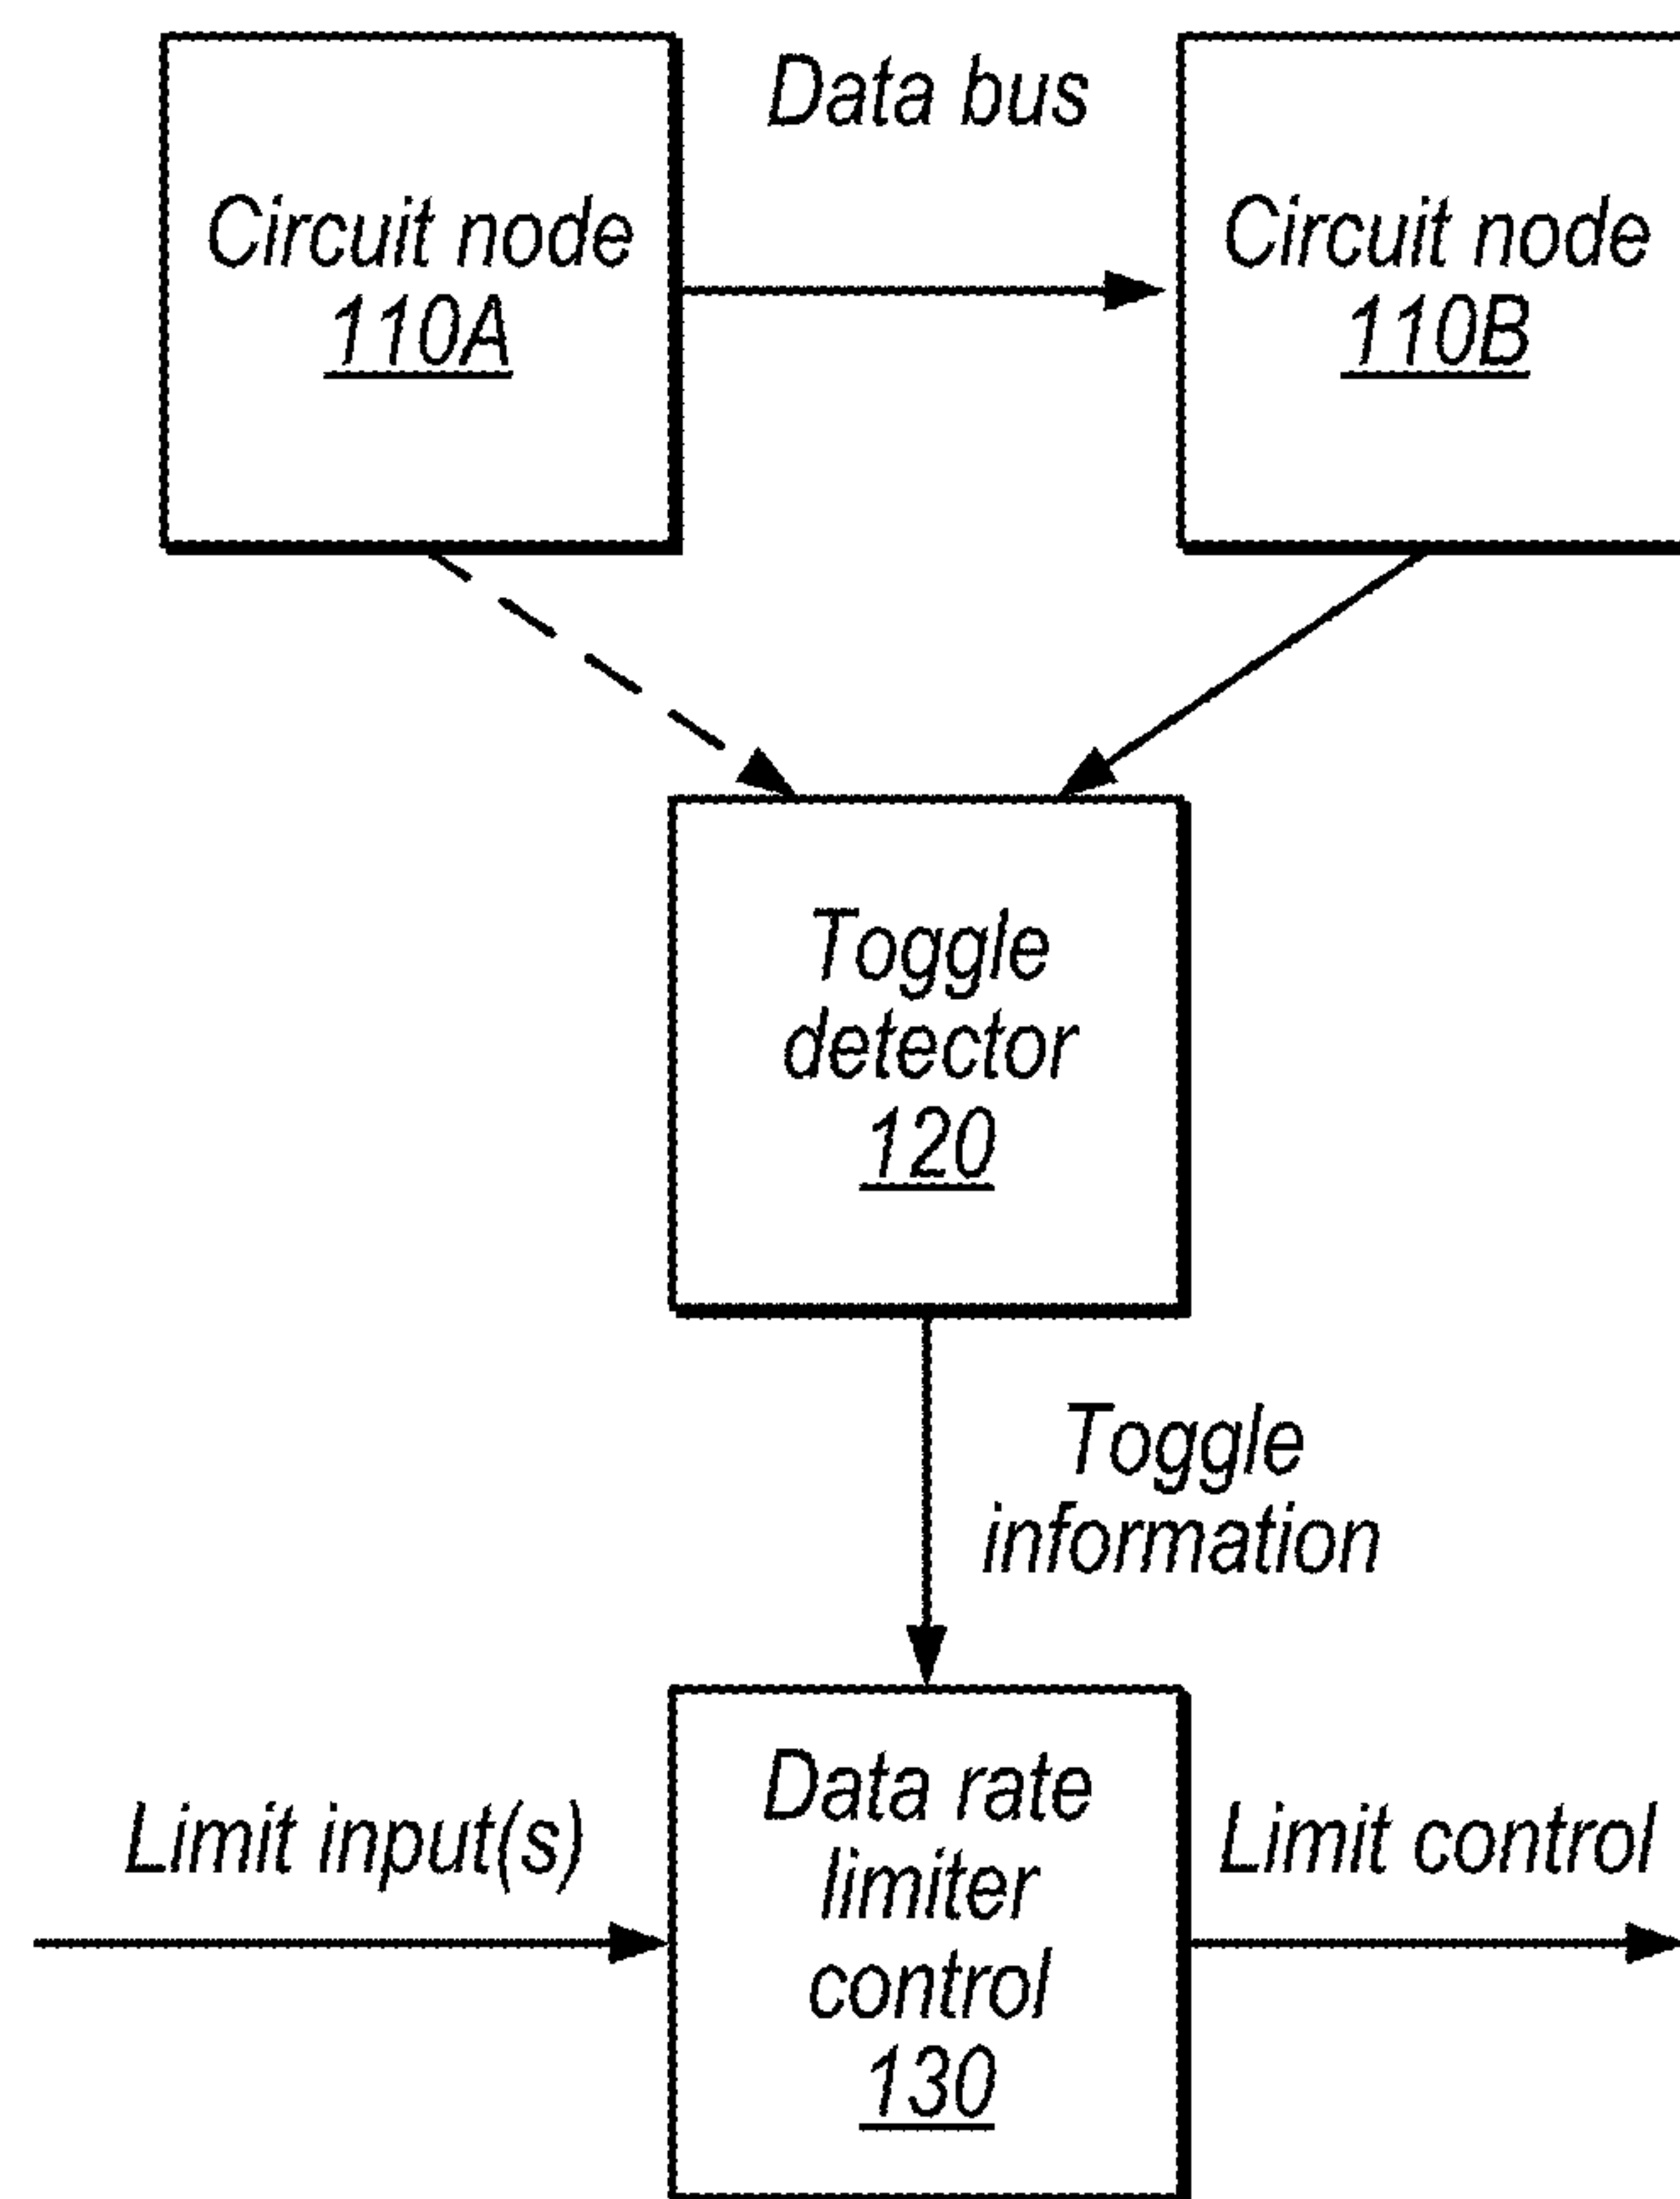 Data bus
Circuit node
110A
Circuit node
110B
Toggle
detector
120
Toggle
information
Limit input(s)
Data rate
limiter
control
130
Limit control